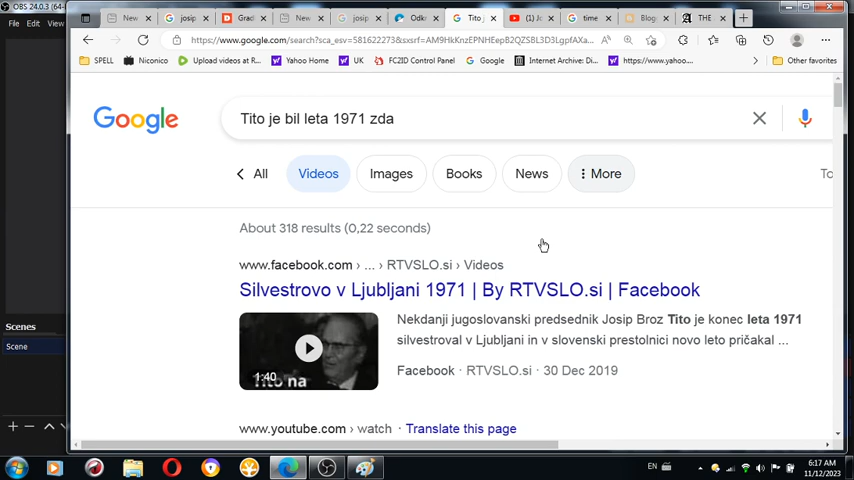 OBS 24.0.3 (64-
File Edit View
New
josip
Grad
New
josip
Odkr
Tito j
(1) Jo
time
Blog
THE
https://www.google.com/search?sca_esv=581622273&sxsrf=AM9HkKnzEPNHEepB2QZSBL3D3LgpfAXa...
SPELL
Niconico
Upload videos at R...
Yahoo Home
UK
FC2ID Control Panel
Google
Internet Archive: Di...
https://www.yahoo....
Other favorites
Google
Tito je bil leta 1971 zda
All
Videos
Images
Books
News
More
To
About 318 results (0,22 seconds)
www.facebook.com › ... › RTVSLO.si › Videos
Silvestrovo v Ljubljani 1971 | By RTVSLO.si | Facebook
Nekdanji jugoslovanski predsednik Josip Broz Tito je konec leta 1971
silvestroval v Ljubljani in v slovenski prestolnici novo leto pričakal ...
1:40
Tito na
Facebook · RTVSLO.si · 30 Dec 2019
www.youtube.com › watch · Translate this page
Scenes
Scene
EN
6:17 AM
11/12/2023